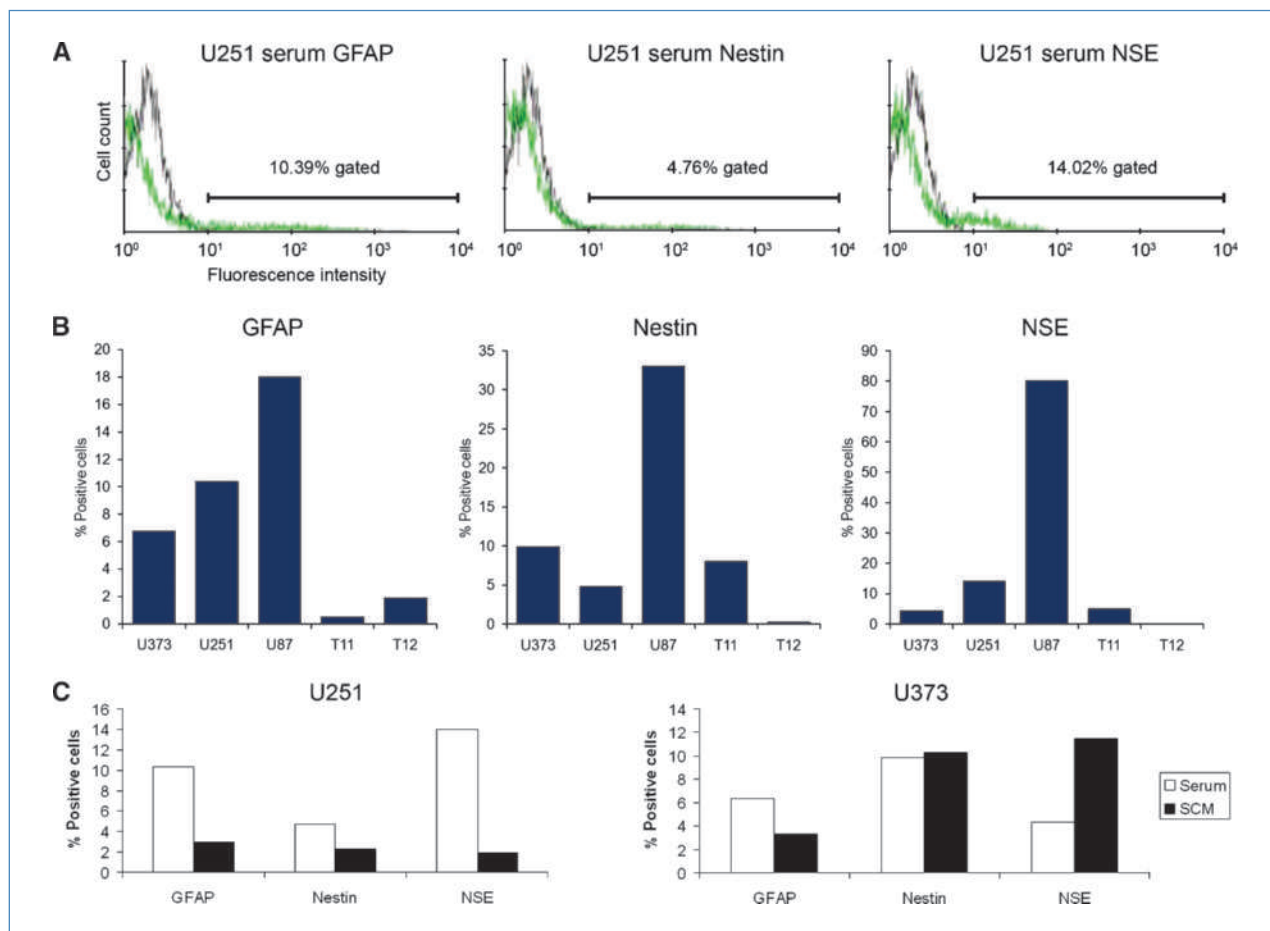 A
U251 serum GFAP
U251 serum Nestin
U251 serum NSE
Cell count
10.39% gated
4.76% gated
14.02% gated
10⁰ 10¹ 10² 10³ 10⁴
10⁰ 10¹ 10² 10³ 10⁴
10⁰ 10¹ 10² 10³ 10⁴
Fluorescence intensity
B
GFAP
% Positive cells
20
18
16
14
12
10
8
6
4
2
0
U373 U251 U87 T11 T12
Nestin
% Positive cells
35
30
25
20
15
10
5
0
U373 U251 U87 T11 T12
NSE
% Positive cells
90
80
70
60
50
40
30
20
10
0
U373 U251 U87 T11 T12
C
U251
% Positive cells
16
14
12
10
8
6
4
2
0
GFAP Nestin NSE
U373
% Positive cells
14
12
10
8
6
4
2
0
GFAP Nestin NSE
Serum
SCM